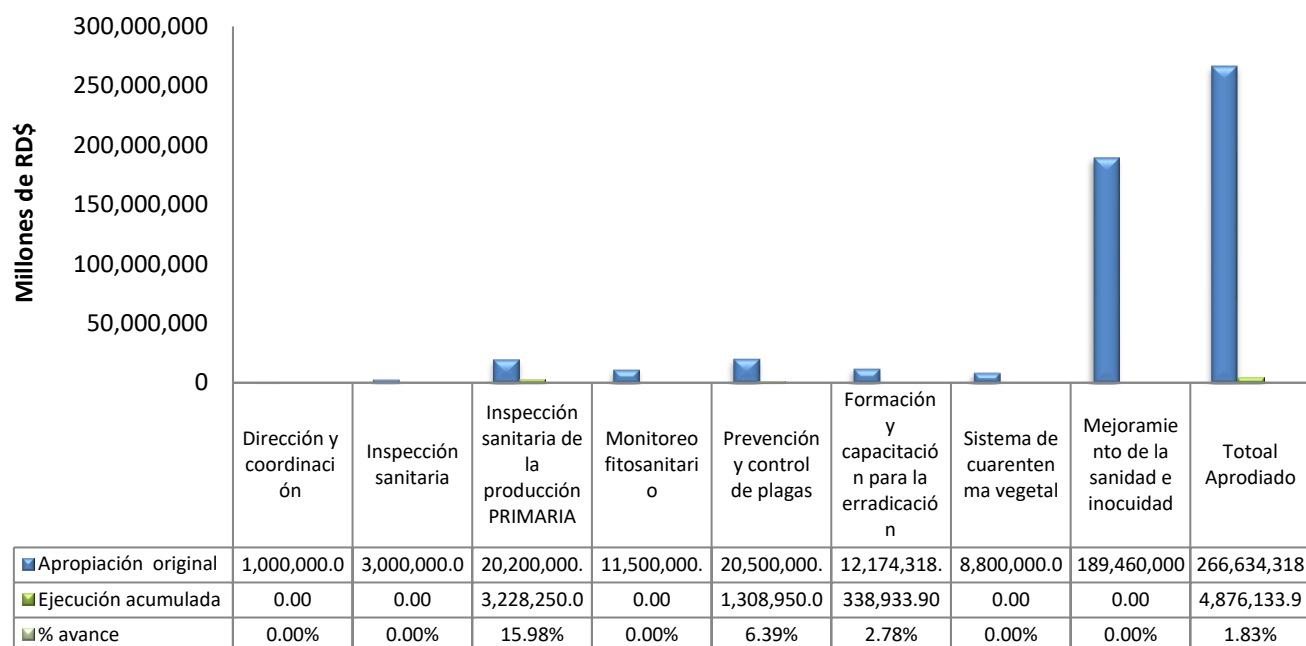 300,000,000
250,000,000
200,000,000
150,000,000
100,000,000
50,000,000
0
Millones de RD$
Dirección y
coordinaci
ón
Inspección
sanitaria
Inspección
sanitaria de
la
producción
PRIMARIA
Monitoreo
fitosanitari
o
Prevención
y control
de plagas
Formación
y
capacitació
n para la
erradicació
n
Sistema de
cuarenten
ma vegetal
Mejoramie
nto de la
sanidad e
inocuidad
Totoal
Aprodiado
Apropiación original 1,000,000.0 3,000,000.0 20,200,000. 11,500,000. 20,500,000. 12,174,318. 8,800,000.0 189,460,000 266,634,318
Ejecución acumulada 0.00 0.00 3,228,250.0 0.00 1,308,950.0 338,933.90 0.00 0.00 4,876,133.9
% avance 0.00% 0.00% 15.98% 0.00% 6.39% 2.78% 0.00% 0.00% 1.83%